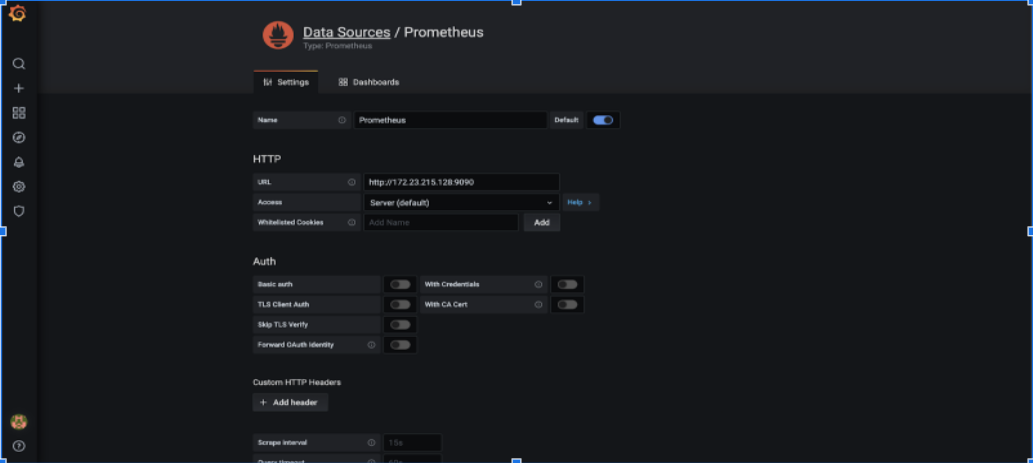 Data Sources / Prometheus
Type: Prometheus
Settings Dashboards
Name Prometheus Default
HTTP
URL http://172.23.215.128:9090
Access Server (default) Help >
Whitelisted Cookies Add Name Add
Auth
Basic auth With Credentials
TLS Client Auth With CA Cert
Skip TLS Verify
Forward OAuth Identity
Custom HTTP Headers
+ Add header
Scrape interval 15s
Query timeout 60s